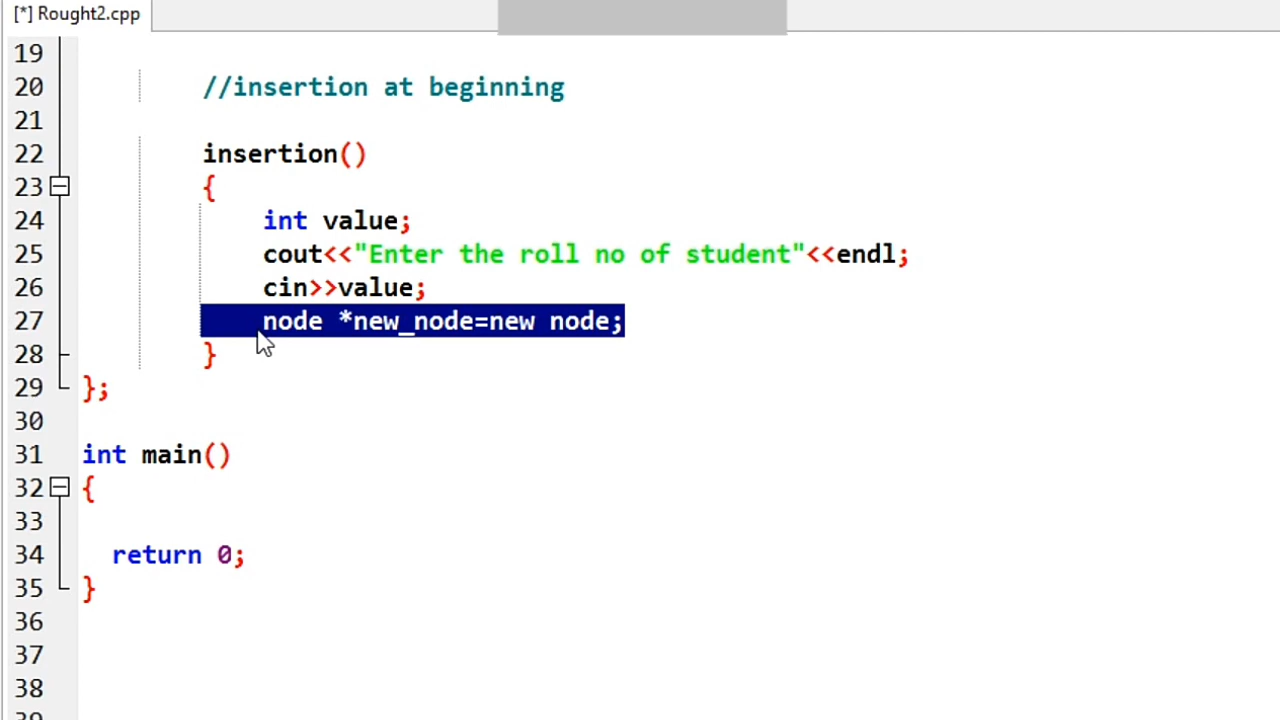 [*] Rought2.cpp
19
20 //insertion at beginning
21
22 insertion()
23 {
24 int value;
25 cout<<"Enter the roll no of student"<<endl;
26 cin>>value;
27 node *new_node=new node;
28 }
29 };
30
31 int main()
32 {
33
34 return 0;
35 }
36
37
38
39